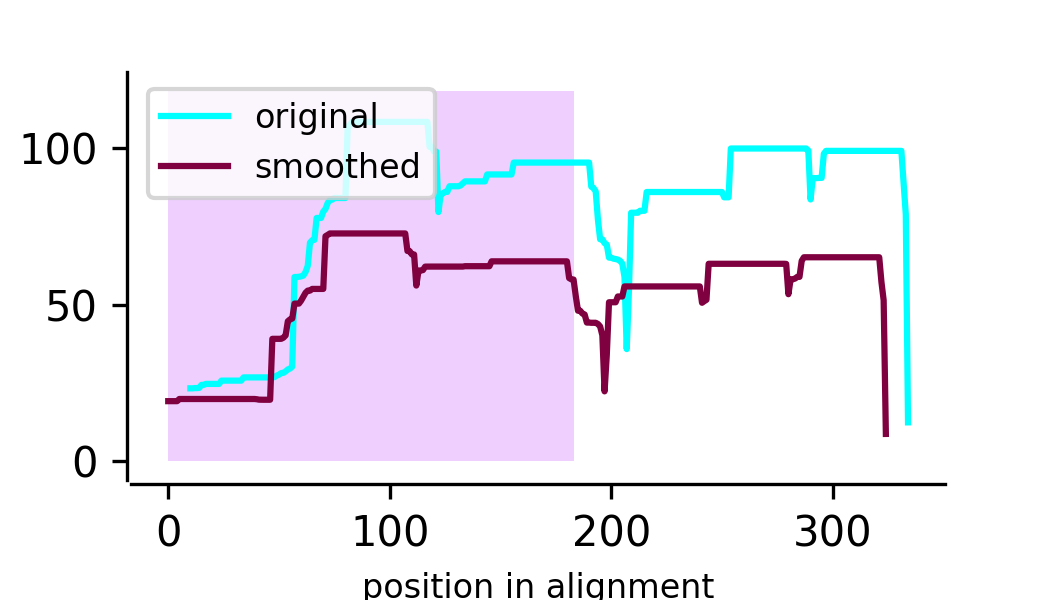 original
smoothed
100
50
0
0 100 200 300
position in alignment